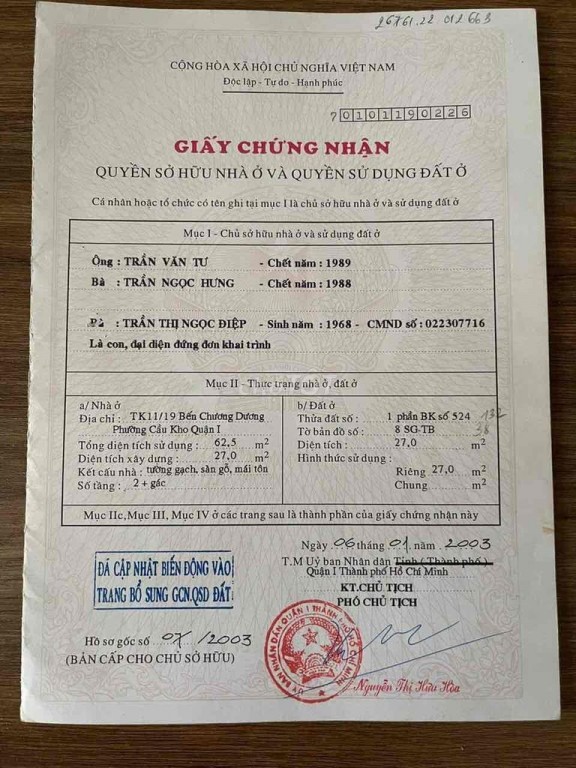 26761.22 012663
CỘNG HÒA XÃ HỘI CHỦ NGHĨA VIỆT NAM
Độc lập - Tự do - Hạnh phúc
70101190226
GIẤY CHỨNG NHẬN
QUYỀN SỞ HỮU NHÀ Ở VÀ QUYỀN SỬ DỤNG ĐẤT Ở
Cá nhân hoặc tổ chức có tên ghi tại mục I là chủ sở hữu nhà ở và sử dụng đất ở
Mục I - Chủ sở hữu nhà ở và sử dụng đất ở
Ông : TRẦN VĂN TƯ - Chết năm : 1989
Bà : TRẦN NGỌC HƯNG - Chết năm : 1988
Bà : TRẦN THỊ NGỌC ĐIỆP - Sinh năm : 1968 - CMND số : 022307716
Là con, đại diện đứng đơn khai trình
Mục II - Thực trạng nhà ở, đất ở
a/ Nhà ở
Địa chỉ : TK11/19 Bến Chương Dương
Phường Cầu Kho Quận I
Tổng diện tích sử dụng : 62,5 m2
Diện tích xây dựng : 27,0 m2
Kết cấu nhà : tường gạch, sàn gỗ, mái tôn
Số tầng : 2 + gác
b/ Đất ở
Thửa đất số : 1 phần BK số 524 132
Tờ bản đồ số : 8 SG-TB 38
Diện tích : 27,0 m2
Hình thức sử dụng :
Riêng 27,0 m2
Chung m2
Mục IIc,Mục III, Mục IV ở các trang sau là thành phần của giấy chứng nhận này
Ngày 06 tháng 01 năm 2003
T.M Uỷ ban Nhân dân Tỉnh ( Thành phố )
Quận I Thành phố Hồ Chí Minh
KT.CHỦ TỊCH
PHÓ CHỦ TỊCH
ĐÃ CẬP NHẬT BIẾN ĐỘNG VÀO
TRANG BỔ SUNG GCN.QSD ĐẤT
Hồ sơ gốc số 07 /2003
(BẢN CẤP CHO CHỦ SỞ HỮU)
ỦY BAN NHÂN DÂN QUẬN I THÀNH PHỐ HỒ CHÍ MINH
Nguyễn Thị Hữu Hòa